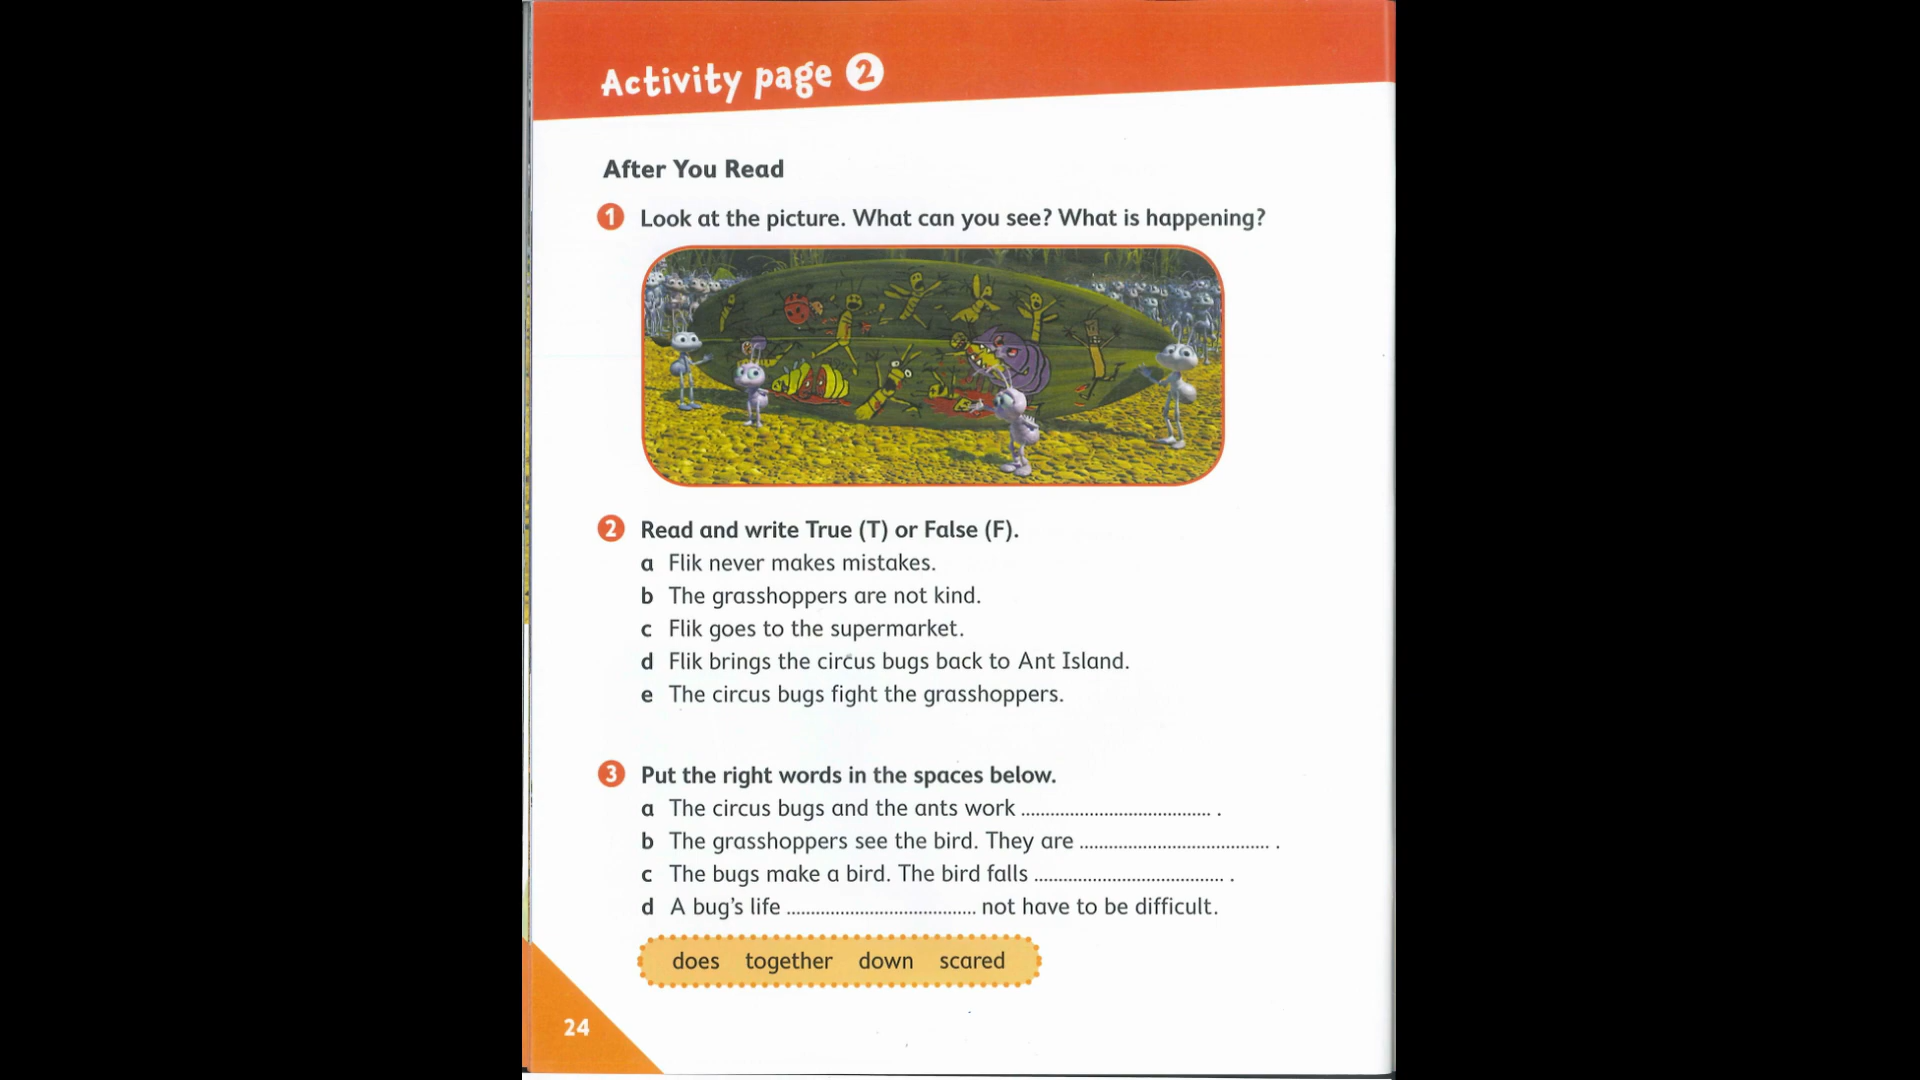 Activity page 2
After You Read
1 Look at the picture. What can you see? What is happening?
2 Read and write True (T) or False (F).
a Flik never makes mistakes.
b The grasshoppers are not kind.
c Flik goes to the supermarket.
d Flik brings the circus bugs back to Ant Island.
e The circus bugs fight the grasshoppers.
3 Put the right words in the spaces below.
a The circus bugs and the ants work ...................................... .
b The grasshoppers see the bird. They are ...................................... .
c The bugs make a bird. The bird falls ...................................... .
d A bug's life ...................................... not have to be difficult.
does together down scared
24